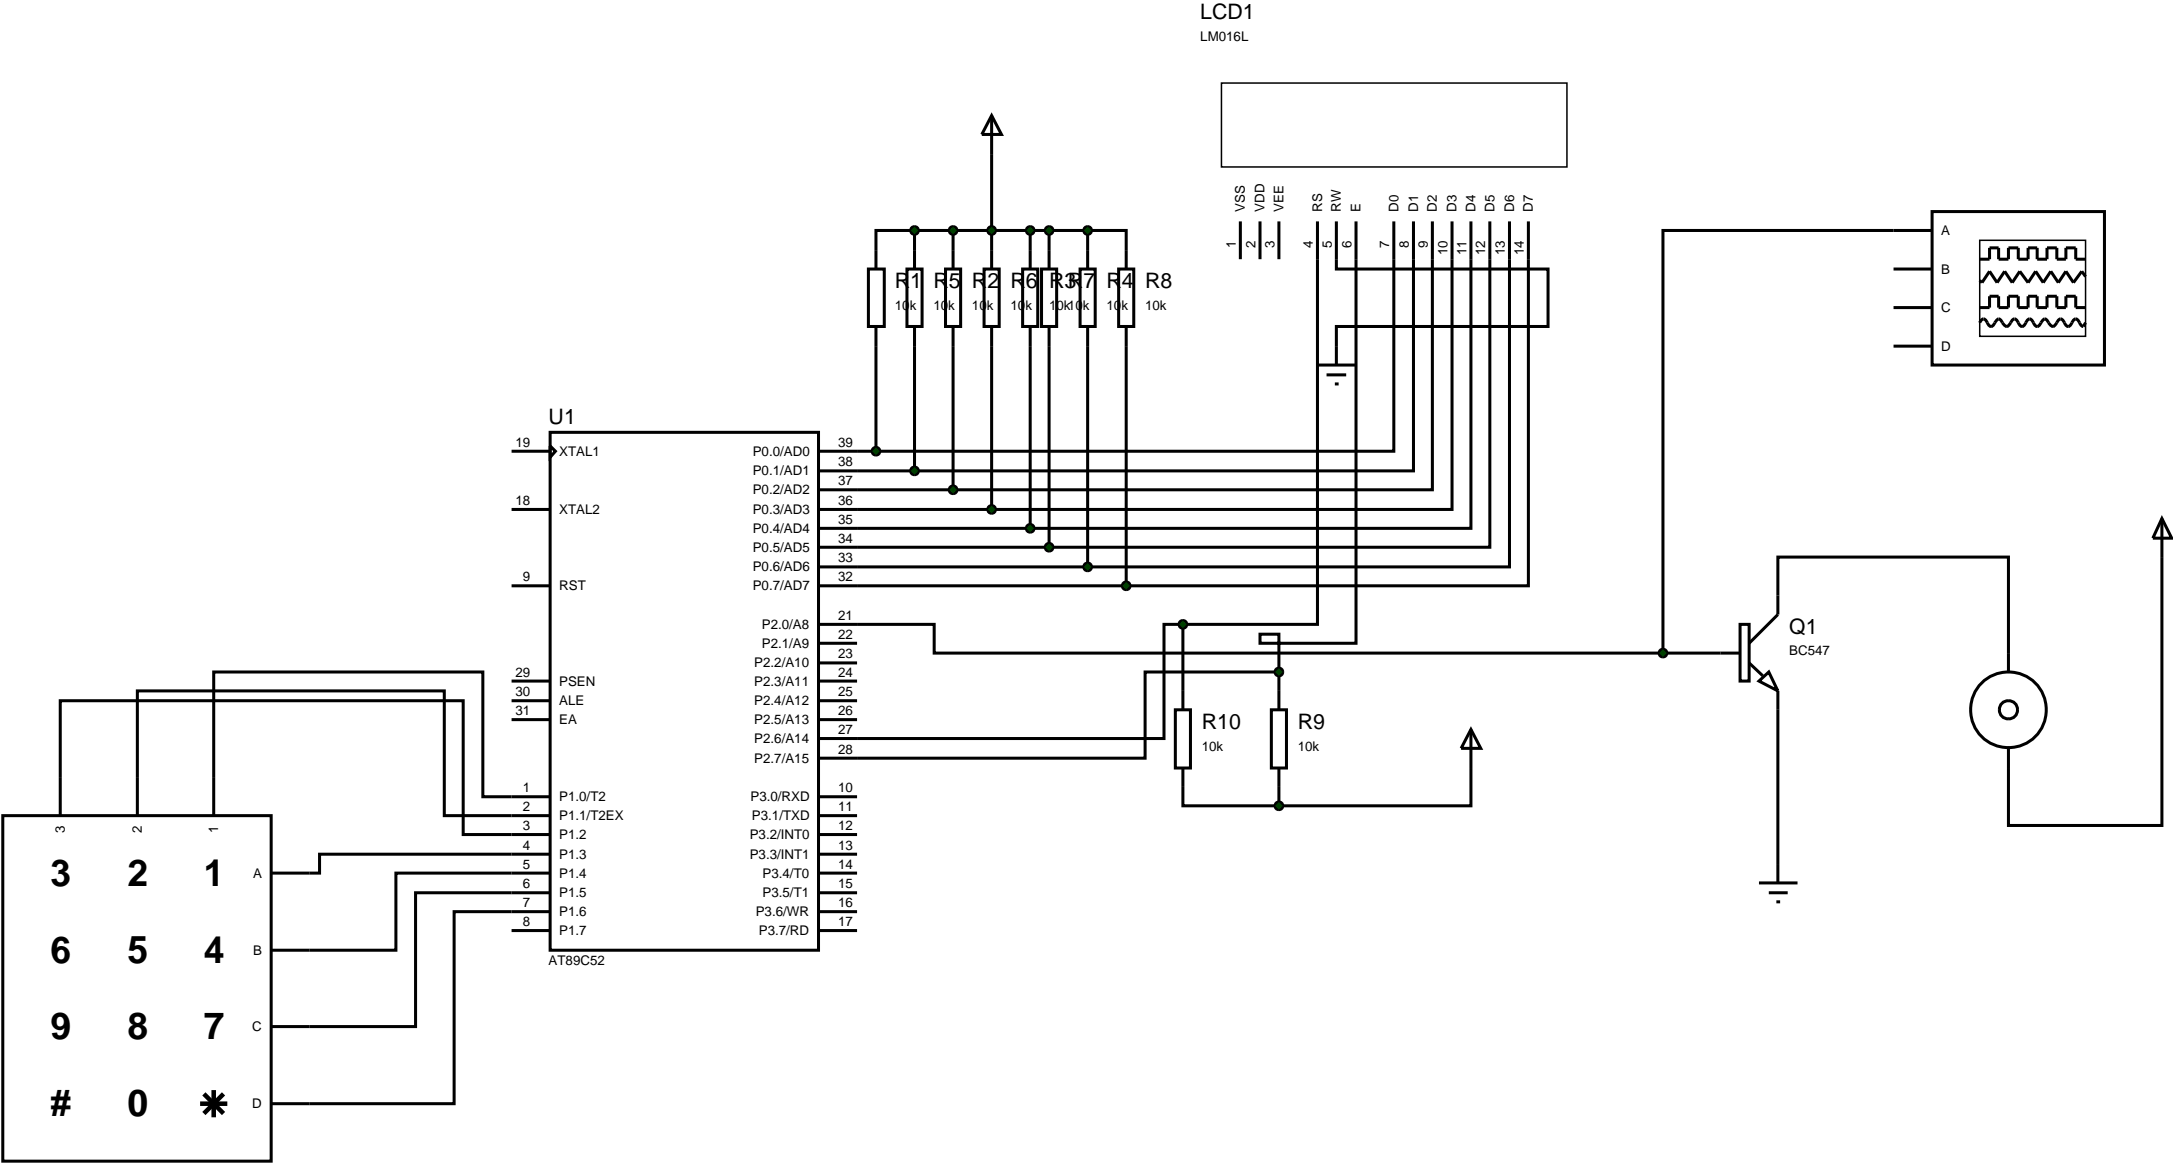 LCD1
LM016L
VSS
VDD
VEE
RS
RW
E
D0
D1
D2
D3
D4
D5
D6
D7
1
2
3
4
5
6
7
8
9
10
11
12
13
14
A
B
C
D
R1
10k
R5
10k
R2
10k
R6
10k
R3
10k
R7
10k
R4
10k
R8
10k
U1
19 XTAL1
18 XTAL2
9 RST
29 PSEN
30 ALE
31 EA
1 P1.0/T2
2 P1.1/T2EX
3 P1.2
4 P1.3
5 P1.4
6 P1.5
7 P1.6
8 P1.7
P0.0/AD0 39
P0.1/AD1 38
P0.2/AD2 37
P0.3/AD3 36
P0.4/AD4 35
P0.5/AD5 34
P0.6/AD6 33
P0.7/AD7 32
P2.0/A8 21
P2.1/A9 22
P2.2/A10 23
P2.3/A11 24
P2.4/A12 25
P2.5/A13 26
P2.6/A14 27
P2.7/A15 28
P3.0/RXD 10
P3.1/TXD 11
P3.2/INT0 12
P3.3/INT1 13
P3.4/T0 14
P3.5/T1 15
P3.6/WR 16
P3.7/RD 17
AT89C52
Q1
BC547
R10
10k
R9
10k
3 2 1
3 2 1 A
6 5 4 B
9 8 7 C
# 0 * D